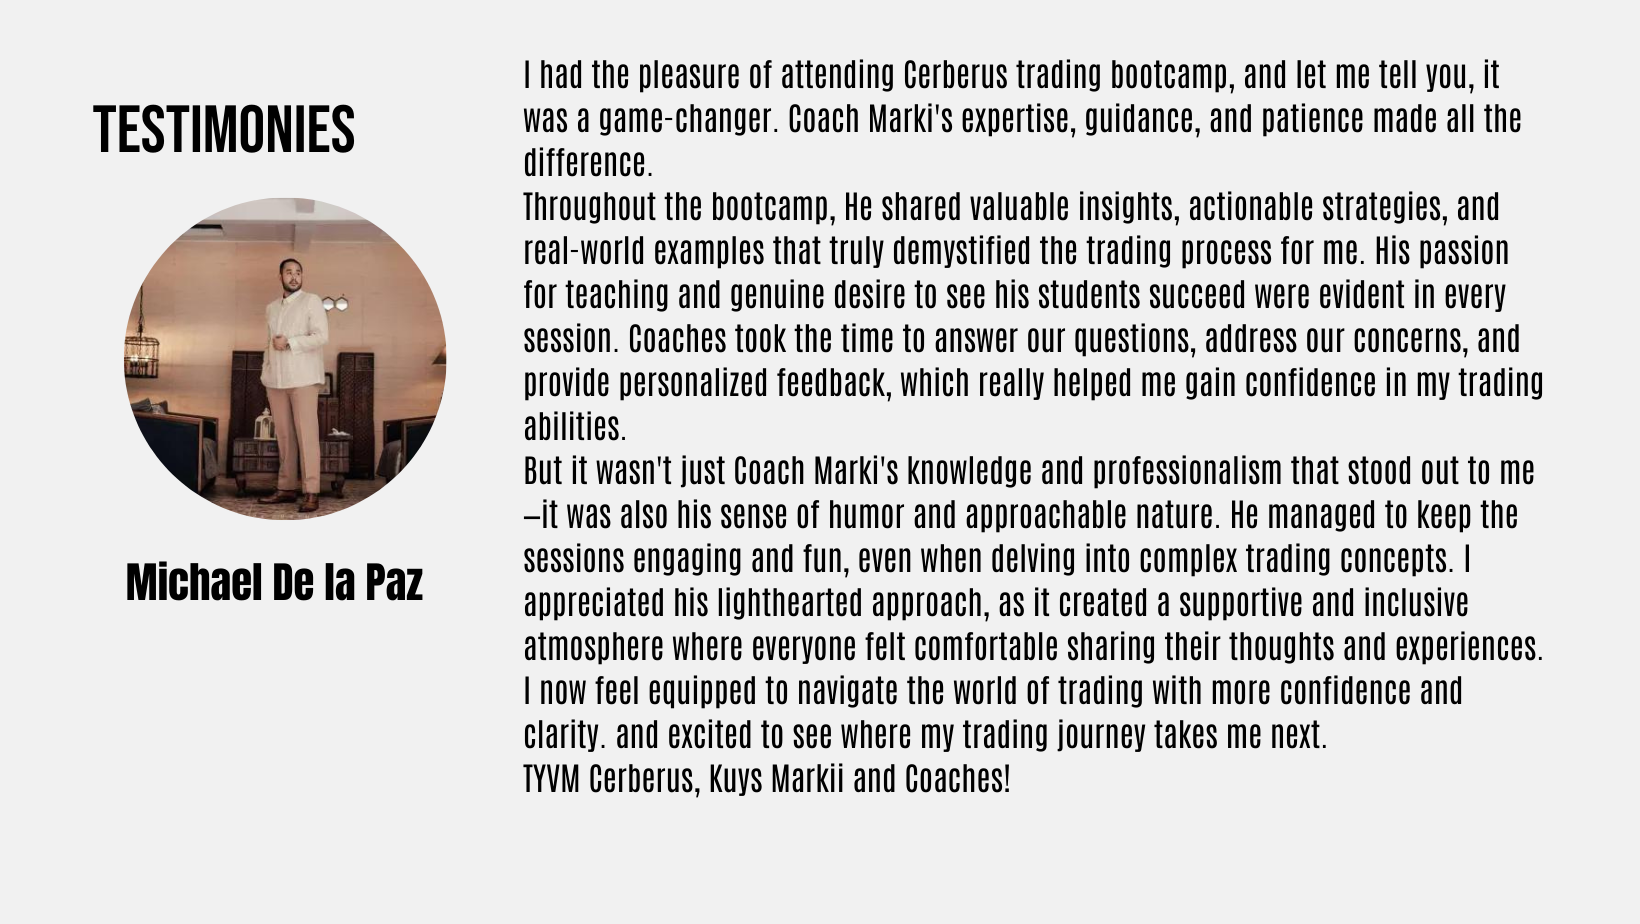 TESTIMONIES
Michael De la Paz
I had the pleasure of attending Cerberus trading bootcamp, and let me tell you, it
was a game-changer. Coach Marki's expertise, guidance, and patience made all the
difference.
Throughout the bootcamp, He shared valuable insights, actionable strategies, and
real-world examples that truly demystified the trading process for me. His passion
for teaching and genuine desire to see his students succeed were evident in every
session. Coaches took the time to answer our questions, address our concerns, and
provide personalized feedback, which really helped me gain confidence in my trading
abilities.
But it wasn't just Coach Marki's knowledge and professionalism that stood out to me
—it was also his sense of humor and approachable nature. He managed to keep the
sessions engaging and fun, even when delving into complex trading concepts. I
appreciated his lighthearted approach, as it created a supportive and inclusive
atmosphere where everyone felt comfortable sharing their thoughts and experiences.
I now feel equipped to navigate the world of trading with more confidence and
clarity. and excited to see where my trading journey takes me next.
TYVM Cerberus, Kuys Markii and Coaches!